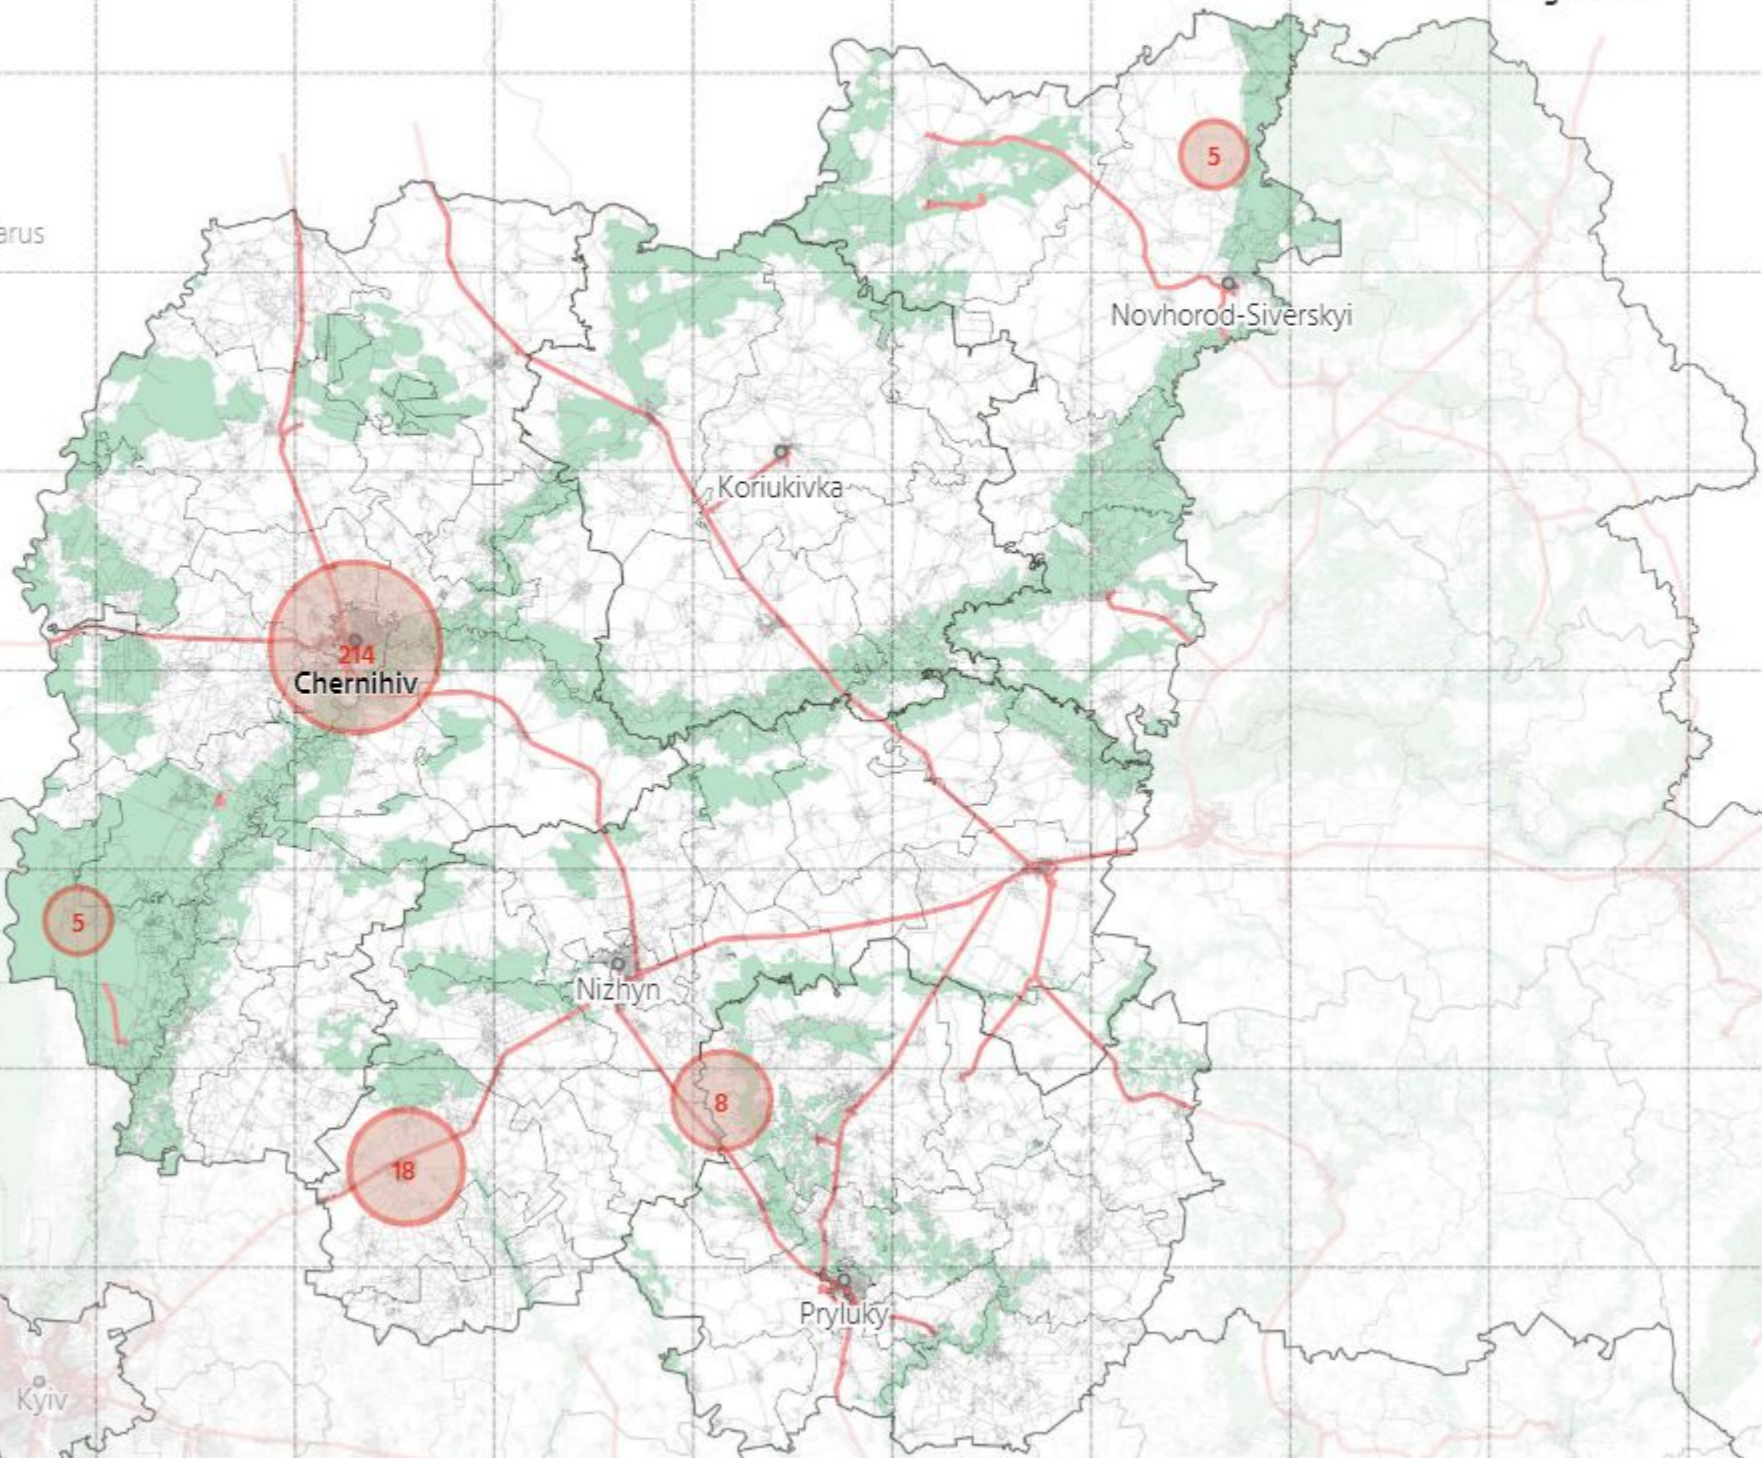 5
arus
Novhorod-Siverskyi
Koriukivka
214
Chernihiv
5
Nizhyn
8
18
Pryluky
Kyiv